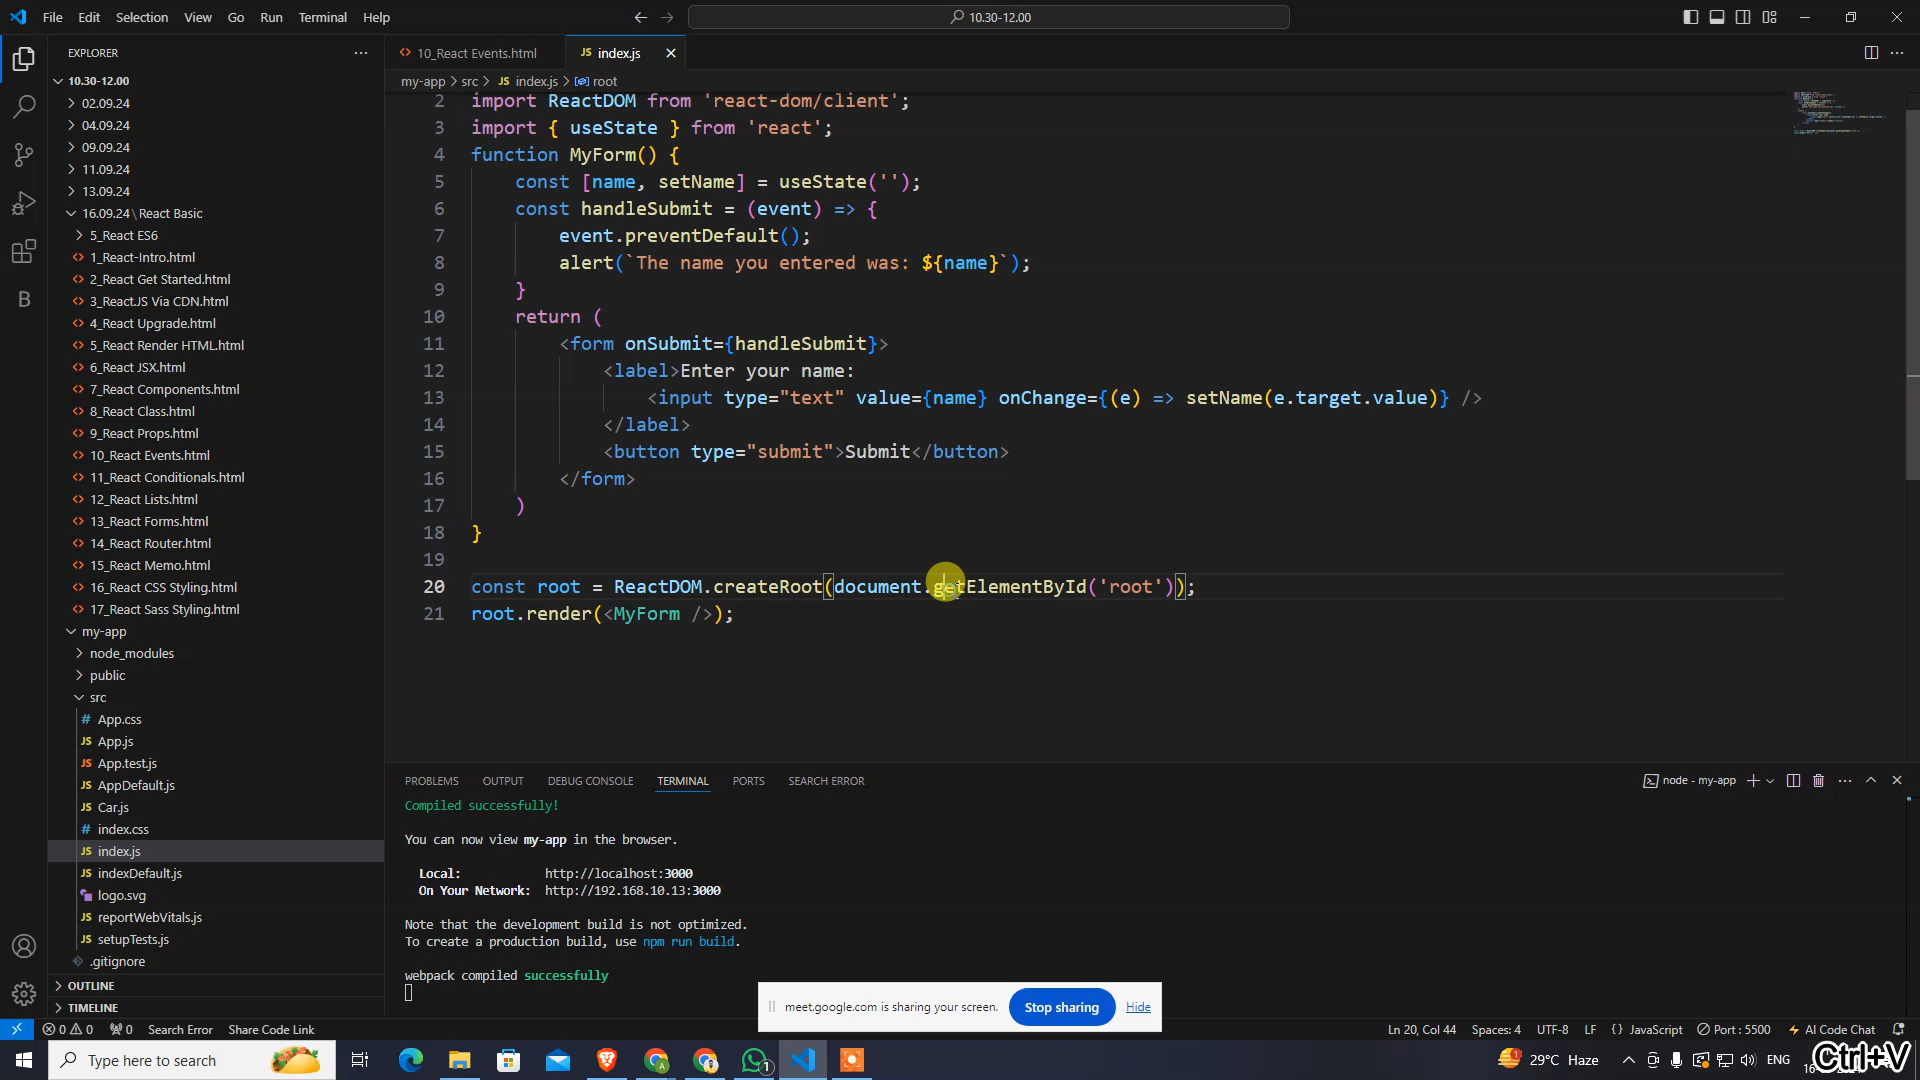 File Edit Selection View Go Run Terminal Help
10.30-12.00
EXPLORER
10.30-12.00
02.09.24
04.09.24
09.09.24
11.09.24
13.09.24
16.09.24\React Basic
5_React ES6
1_React-Intro.html
2_React Get Started.html
3_React.JS Via CDN.html
4_React Upgrade.html
5_React Render HTML.html
6_React JSX.html
7_React Components.html
8_React Class.html
9_React Props.html
10_React Events.html
11_React Conditionals.html
12_React Lists.html
13_React Forms.html
14_React Router.html
15_React Memo.html
16_React CSS Styling.html
17_React Sass Styling.html
my-app
node_modules
public
src
# App.css
JS App.js
JS App.test.js
JS AppDefault.js
JS Car.js
# index.css
JS index.js
JS indexDefault.js
logo.svg
JS reportWebVitals.js
JS setupTests.js
.gitignore
OUTLINE
TIMELINE
10_React Events.html JS index.js
my-app > src > JS index.js > root
2 import ReactDOM from 'react-dom/client';
3 import { useState } from 'react';
4 function MyForm() {
5 const [name, setName] = useState('');
6 const handleSubmit = (event) => {
7 event.preventDefault();
8 alert(`The name you entered was: ${name}`);
9 }
10 return (
11 <form onSubmit={handleSubmit}>
12 <label>Enter your name:
13 <input type="text" value={name} onChange={(e) => setName(e.target.value)} />
14 </label>
15 <button type="submit">Submit</button>
16 </form>
17 )
18 }
19
20 const root = ReactDOM.createRoot(document.getElementById('root'));
21 root.render(<MyForm />);
PROBLEMS OUTPUT DEBUG CONSOLE TERMINAL PORTS SEARCH ERROR
node - my-app
Compiled successfully!
You can now view my-app in the browser.
Local: http://localhost:3000
On Your Network: http://192.168.10.13:3000
Note that the development build is not optimized.
To create a production build, use npm run build.
webpack compiled successfully
meet.google.com is sharing your screen. Stop sharing Hide
0 0 0 Search Error Share Code Link
Ln 20, Col 44 Spaces: 4 UTF-8 LF {} JavaScript Port : 5500 AI Code Chat
Type here to search
1
29°C Haze ENG
Ctrl+V